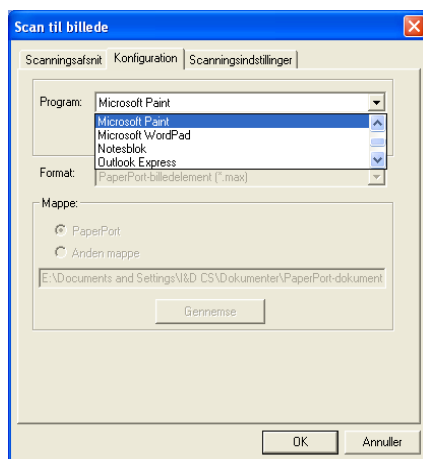 Scan til billede
Scanningsafsnit Konfiguration Scanningsindstillinger
Program: Microsoft Paint
Microsoft Paint
Microsoft WordPad
Notesblok
Outlook Express
Format: PaperPort-billedelement (*.max)
Mappe:
PaperPort
Anden mappe
E:\Documents and Settings\I&D CS\Dokumenter\PaperPort-dokument
Gennemse
OK Annuller